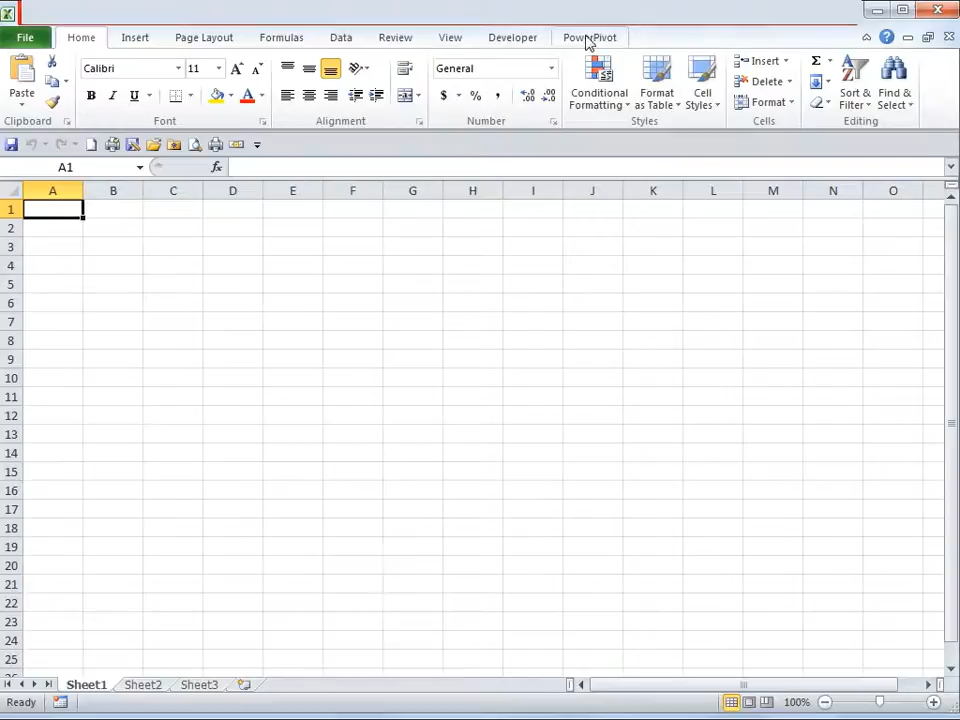 File Home Insert Page Layout Formulas Data Review View Developer PowerPivot
Calibri 11 General Insert
Paste B I U $ % , Conditional Formatting Format as Table Cell Styles Delete Sort & Filter Find & Select
Format
Clipboard Font Alignment Number Styles Cells Editing
A1 fx
A B C D E F G H I J K L M N O
1
2
3
4
5
6
7
8
9
10
11
12
13
14
15
16
17
18
19
20
21
22
23
24
25
Sheet1 Sheet2 Sheet3
Ready 100%